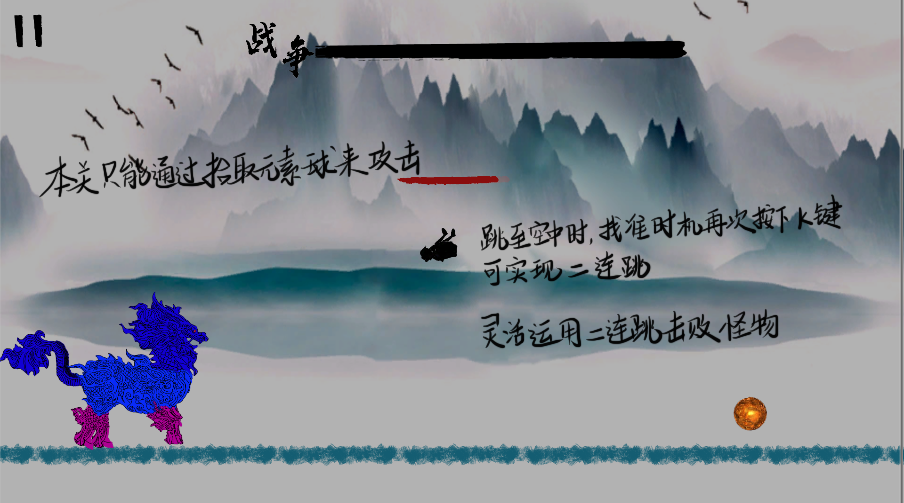 战争
本关只能通过拾取元素球来攻击
跳至空中时,找准时机再次按下K键
可实现二连跳
灵活运用二连跳击败怪物